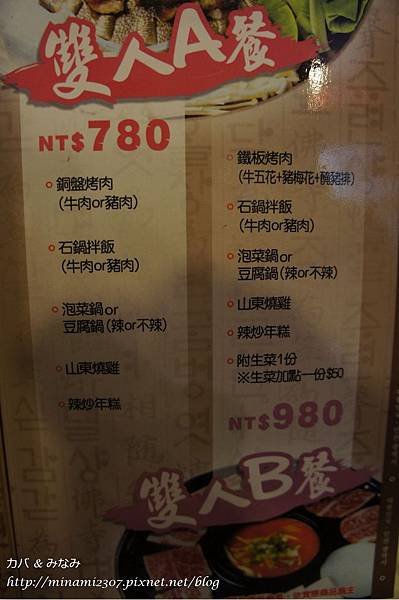 雙人A餐
NT$780
銅盤烤肉
(牛肉or豬肉)
石鍋拌飯
(牛肉or豬肉)
泡菜鍋or
豆腐鍋(辣or不辣)
山東燒雞
辣炒年糕
鐵板烤肉
(牛五花+豬梅花+醃豬排)
石鍋拌飯
(牛肉or豬肉)
泡菜鍋or
豆腐鍋(辣or不辣)
山東燒雞
辣炒年糕
附生菜1份
※生菜加點一份$50
NT$980
雙人B餐
カバ & みなみ
http://minami2307.pixnet.net/blog